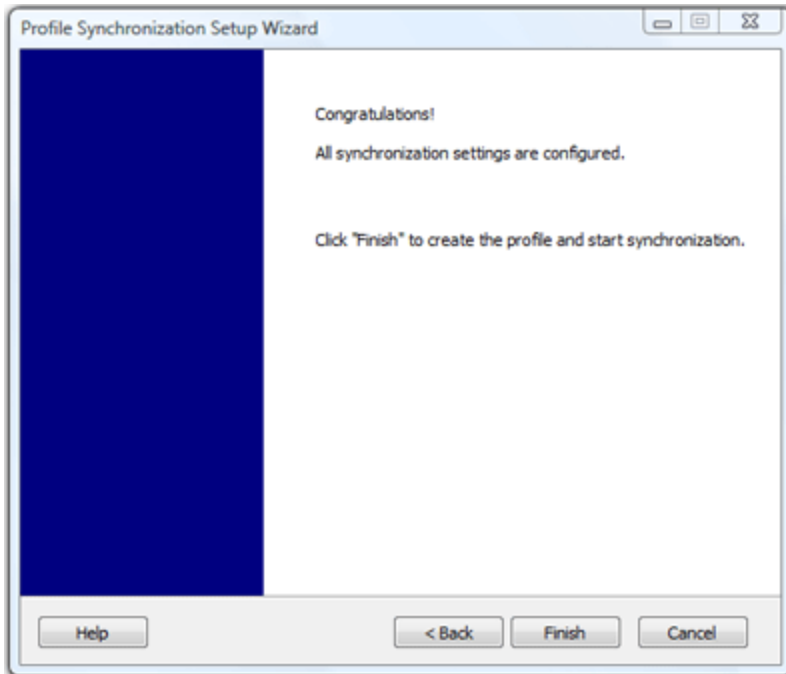 Profile Synchronization Setup Wizard
Congratulations!
All synchronization settings are configured.
Click "Finish" to create the profile and start synchronization.
Help
< Back
Finish
Cancel